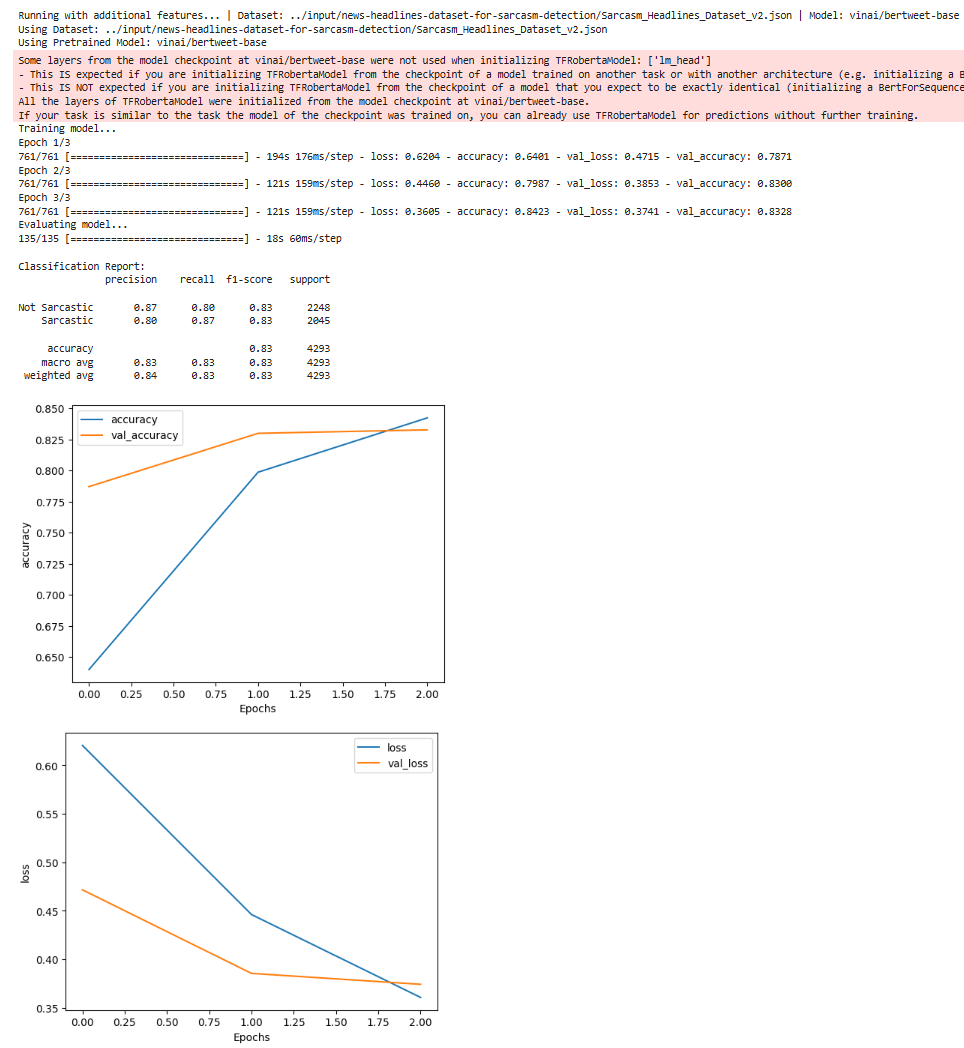 Running with additional features... | Dataset: ../input/news-headlines-dataset-for-sarcasm-detection/Sarcasm_Headlines_Dataset_v2.json | Model: vinai/bertweet-base
Using Dataset: ../input/news-headlines-dataset-for-sarcasm-detection/Sarcasm_Headlines_Dataset_v2.json
Using Pretrained Model: vinai/bertweet-base
Some layers from the model checkpoint at vinai/bertweet-base were not used when initializing TFRobertaModel: ['lm_head']
- This IS expected if you are initializing TFRobertaModel from the checkpoint of a model trained on another task or with another architecture (e.g. initializing a B
- This IS NOT expected if you are initializing TFRobertaModel from the checkpoint of a model that you expect to be exactly identical (initializing a BertForSequence
All the layers of TFRobertaModel were initialized from the model checkpoint at vinai/bertweet-base.
If your task is similar to the task the model of the checkpoint was trained on, you can already use TFRobertaModel for predictions without further training.
Training model...
Epoch 1/3
761/761 [==============================] - 194s 176ms/step - loss: 0.6204 - accuracy: 0.6401 - val_loss: 0.4715 - val_accuracy: 0.7871
Epoch 2/3
761/761 [==============================] - 121s 159ms/step - loss: 0.4460 - accuracy: 0.7987 - val_loss: 0.3853 - val_accuracy: 0.8300
Epoch 3/3
761/761 [==============================] - 121s 159ms/step - loss: 0.3605 - accuracy: 0.8423 - val_loss: 0.3741 - val_accuracy: 0.8328
Evaluating model...
135/135 [==============================] - 18s 60ms/step
Classification Report:
precision recall f1-score support
Not Sarcastic 0.87 0.80 0.83 2248
Sarcastic 0.80 0.87 0.83 2045
accuracy 0.83 4293
macro avg 0.83 0.83 0.83 4293
weighted avg 0.84 0.83 0.83 4293
accuracy
val_accuracy
0.850
0.825
0.800
0.775
0.750
0.725
0.700
0.675
0.650
accuracy
0.00 0.25 0.50 0.75 1.00 1.25 1.50 1.75 2.00
Epochs
loss
val_loss
0.60
0.55
0.50
0.45
0.40
0.35
loss
0.00 0.25 0.50 0.75 1.00 1.25 1.50 1.75 2.00
Epochs